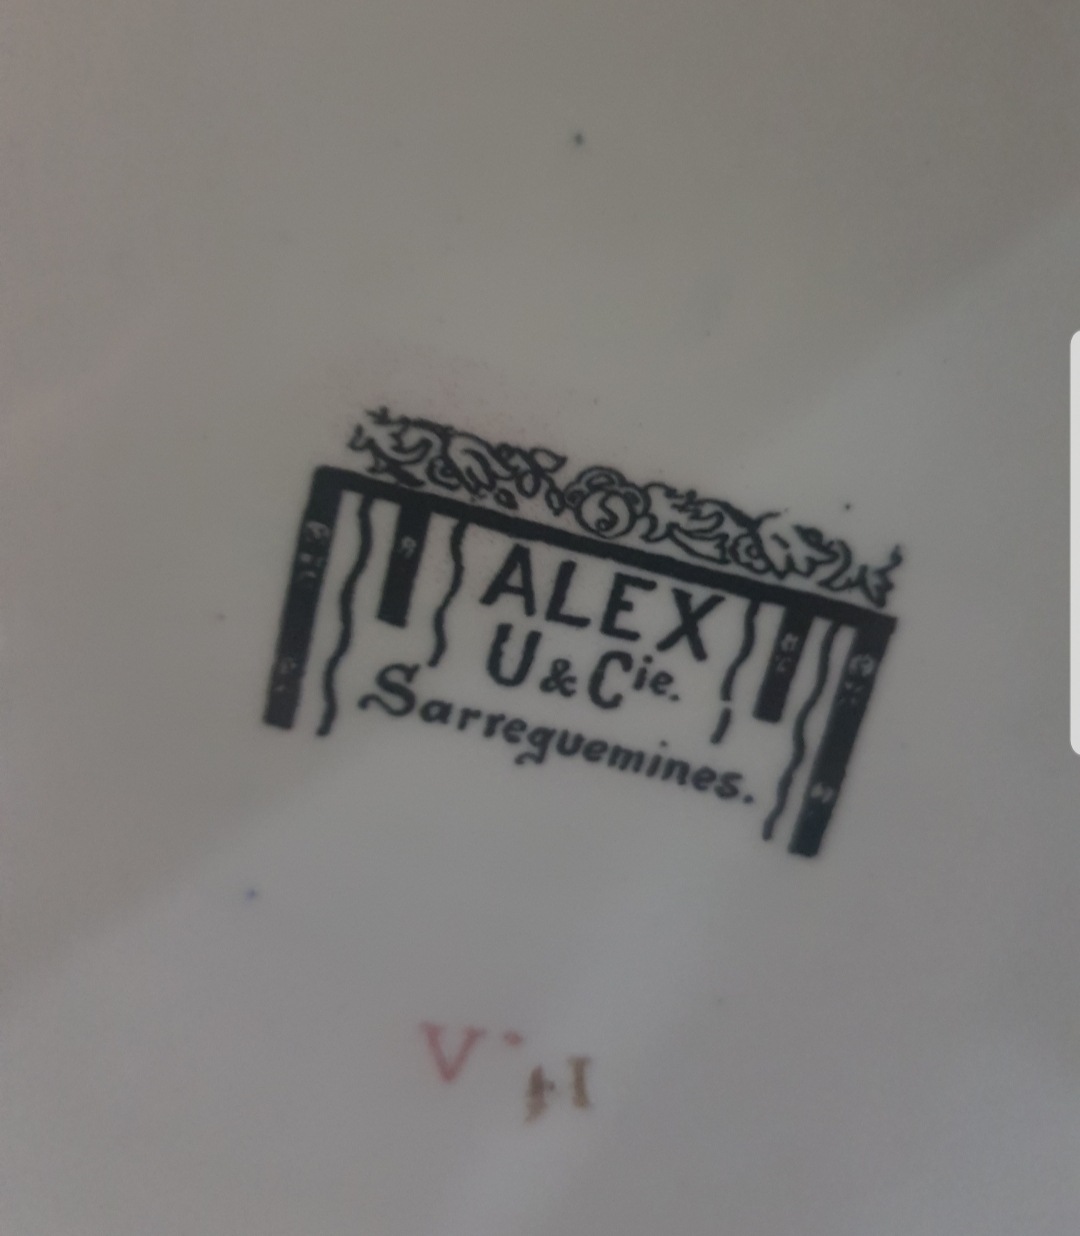 ALEX
U & Cie.
Sarreguemines.
V.